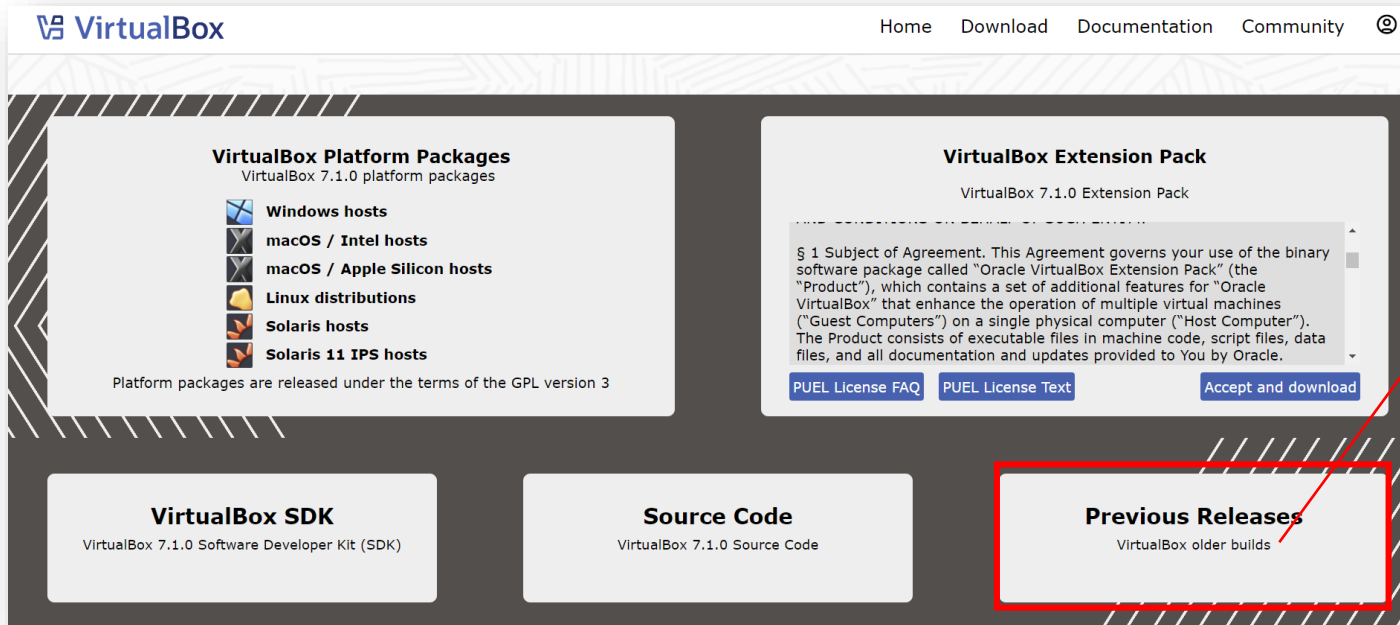 VirtualBox
Home Download Documentation Community
VirtualBox Platform Packages
VirtualBox 7.1.0 platform packages
Windows hosts
macOS / Intel hosts
macOS / Apple Silicon hosts
Linux distributions
Solaris hosts
Solaris 11 IPS hosts
Platform packages are released under the terms of the GPL version 3
VirtualBox Extension Pack
VirtualBox 7.1.0 Extension Pack
§ 1 Subject of Agreement. This Agreement governs your use of the binary
software package called “Oracle VirtualBox Extension Pack” (the
“Product”), which contains a set of additional features for “Oracle
VirtualBox” that enhance the operation of multiple virtual machines
(“Guest Computers”) on a single physical computer (“Host Computer”).
The Product consists of executable files in machine code, script files, data
files, and all documentation and updates provided to You by Oracle.
PUEL License FAQ PUEL License Text Accept and download
VirtualBox SDK
VirtualBox 7.1.0 Software Developer Kit (SDK)
Source Code
VirtualBox 7.1.0 Source Code
Previous Releases
VirtualBox older builds